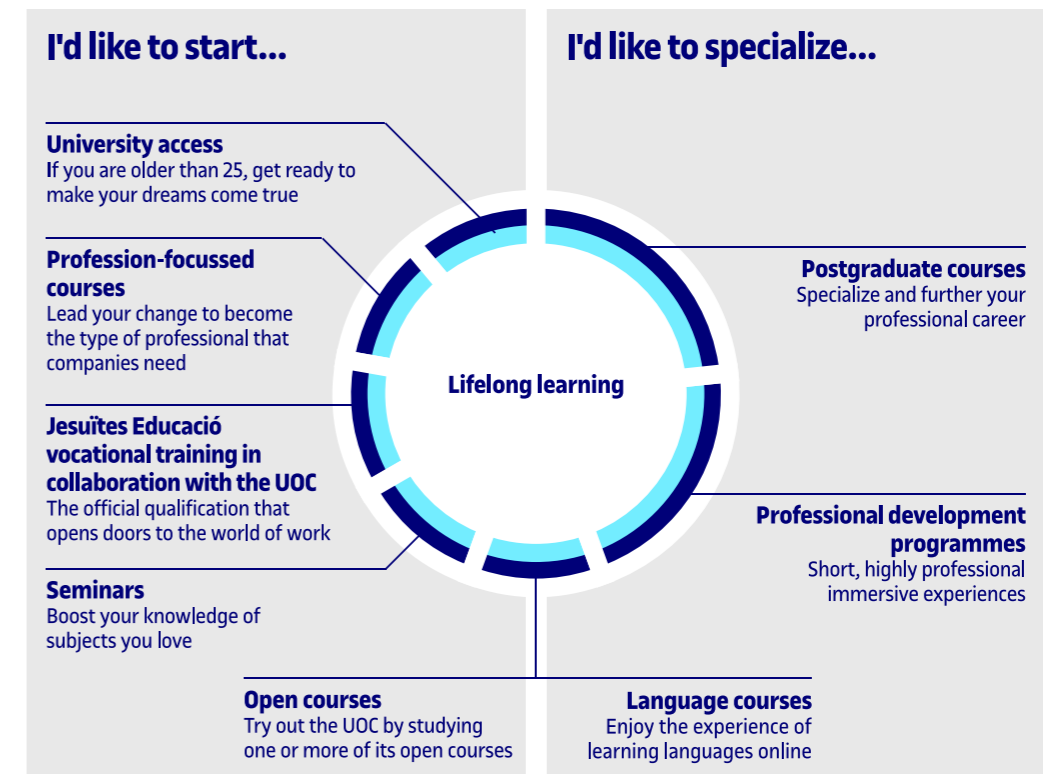 I'd like to start...
University access
If you are older than 25, get ready to
make your dreams come true
Profession-focussed
courses
Lead your change to become
the type of professional that
companies need
Jesuïtes Educació
vocational training in
collaboration with the UOC
The official qualification that
opens doors to the world of work
Seminars
Boost your knowledge of
subjects you love
Open courses
Try out the UOC by studying
one or more of its open courses
Lifelong learning
I'd like to specialize...
Postgraduate courses
Specialize and further your
professional career
Professional development
programmes
Short, highly professional
immersive experiences
Language courses
Enjoy the experience of
learning languages online